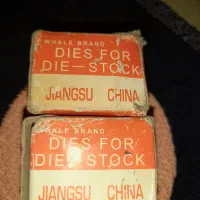 WHALE BRAND
DIES FOR
DIE-STOCK
JIANGSU CHINA
WHALE BRAND
DIES FOR
DIE-STOCK
JIANGSU CHINA